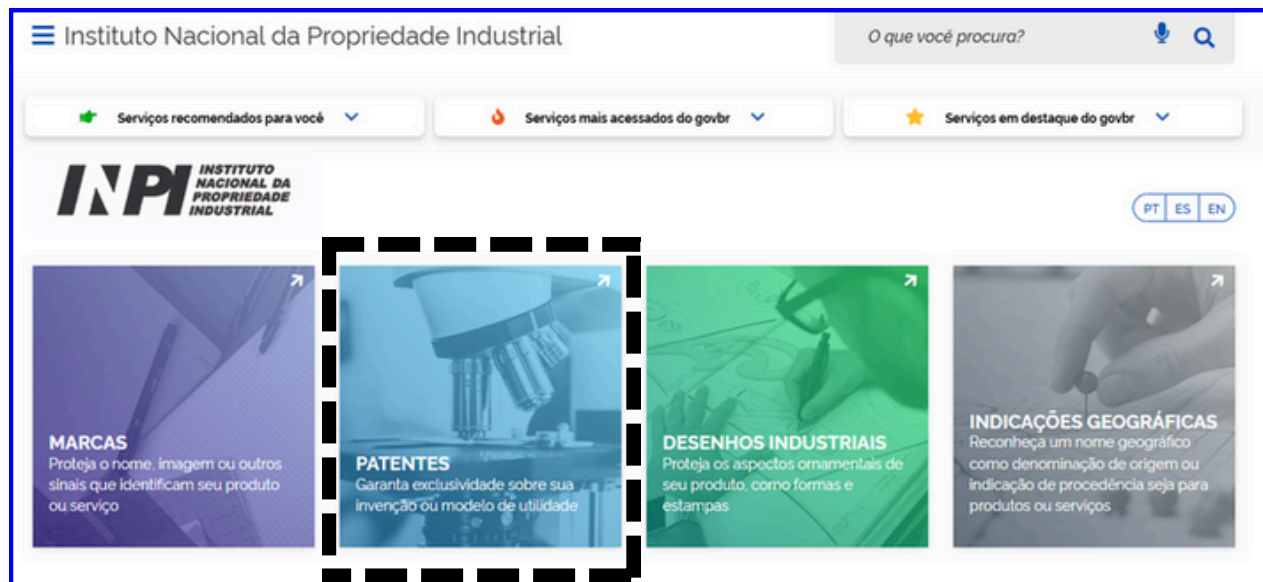 Instituto Nacional da Propriedade Industrial
O que você procura?
Serviços recomendados para você
Serviços mais acessados do govbr
Serviços em destaque do govbr
INPI
INSTITUTO
NACIONAL DA
PROPRIEDADE
INDUSTRIAL
PT ES EN
MARCAS
Proteja o nome, imagem ou outros
sinais que identificam seu produto
ou serviço
PATENTES
Garanta exclusividade sobre sua
invenção ou modelo de utilidade
DESENHOS INDUSTRIAIS
Proteja os aspectos ornamentais de
seu produto, como formas e
estampas
INDICAÇÕES GEOGRÁFICAS
Reconheça um nome geográfico
como denominação de origem ou
indicação de procedência seja para
produtos ou serviços